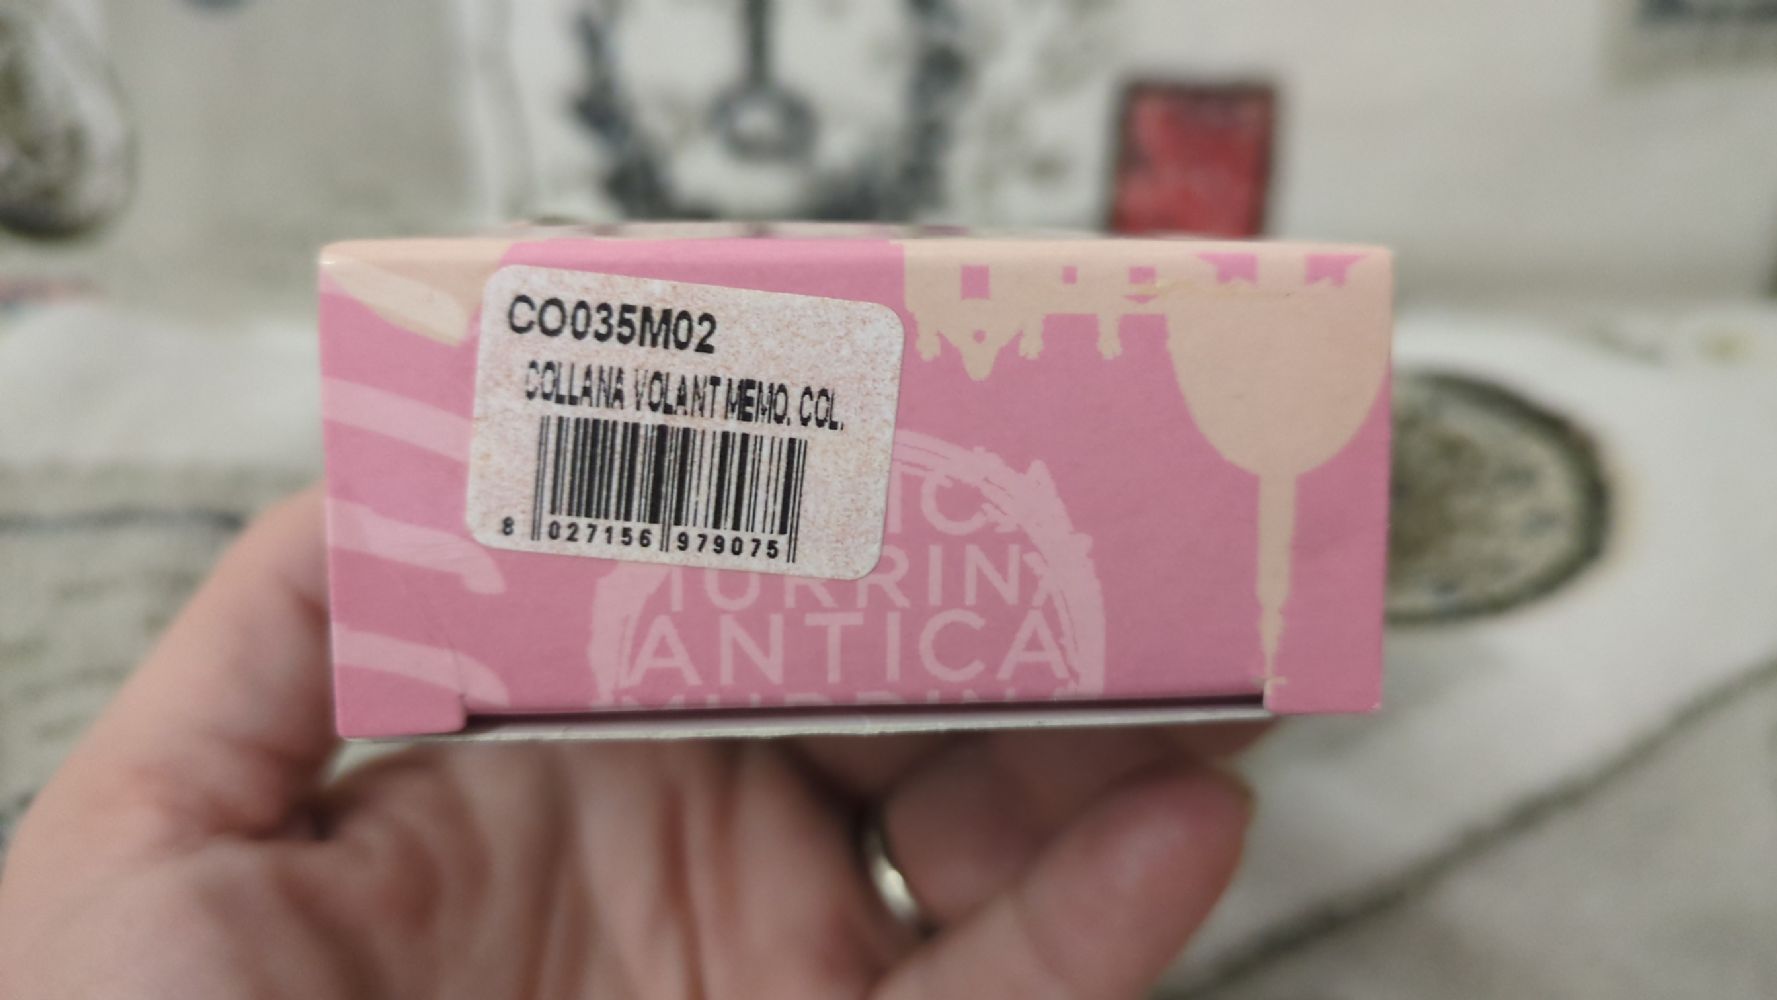 CO035M02
COLLANA VOLANT MEMO. COL.
8 027156 979075
ANTICA